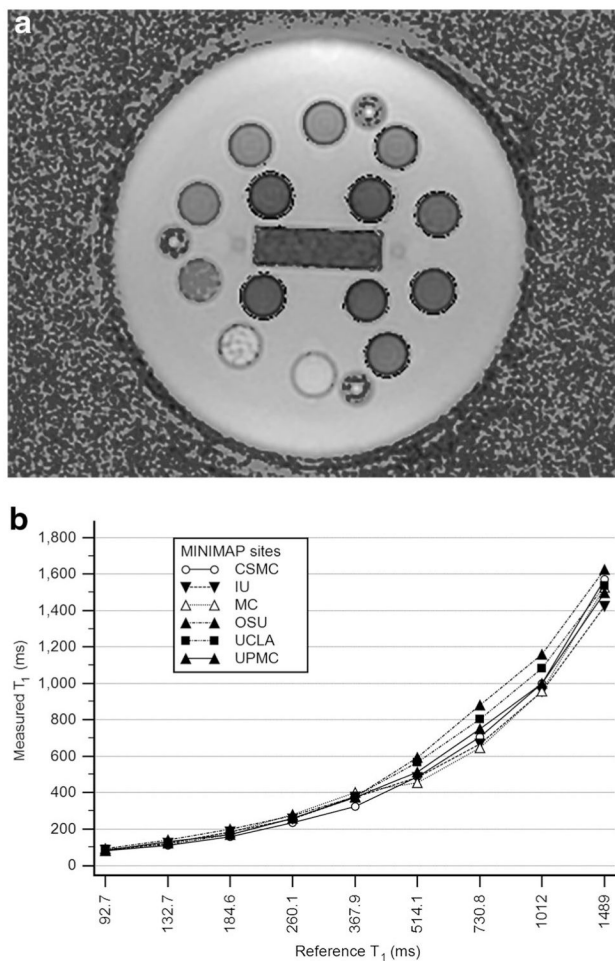 a
b
1,800
1,600
1,400
1,200
1,000
800
600
400
200
0
Measured T1 (ms)
MINIMAP sites
CSMC
IU
MC
OSU
UCLA
UPMC
92.7
132.7
184.6
260.1
367.9
514.1
730.8
1012
1489
Reference T1 (ms)